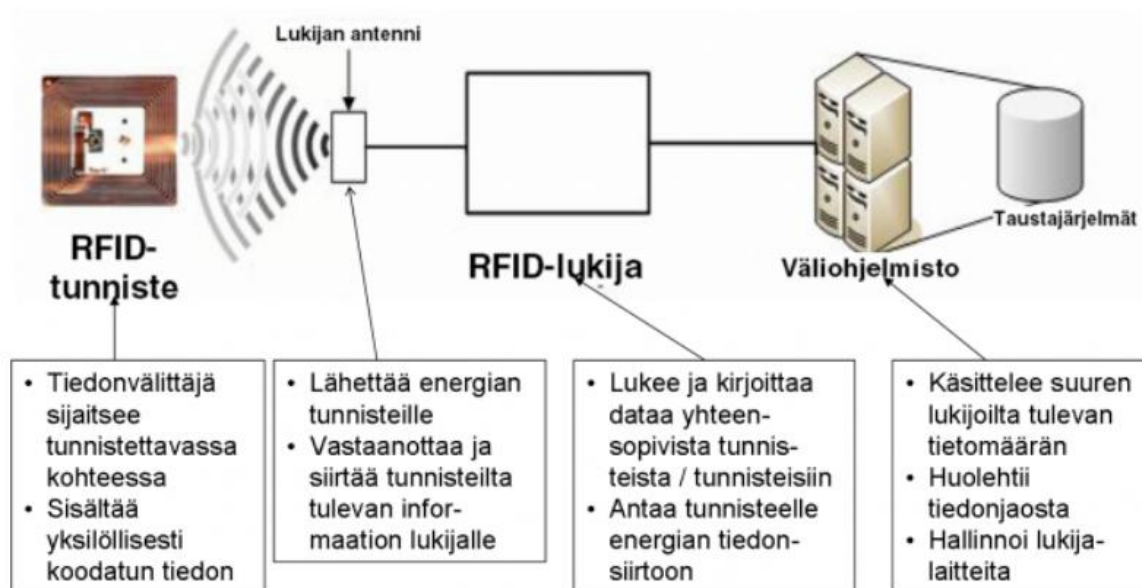 Lukijan antenni
RFID-
tunniste
RFID-lukija
Väliohjelmisto
Taustajärjelmät
• Tiedonvälittäjä
sijaitsee
tunnistettavassa
kohteessa
• Sisältää
yksilöllisesti
koodatun tiedon
• Lähettää energian
tunnisteille
• Vastaanottaa ja
siirtää tunnisteilta
tulevan infor-
maation lukijalle
• Lukee ja kirjoittaa
dataa yhteen-
sopivista tunnis-
teista / tunnisteisiin
• Antaa tunnisteelle
energian tiedon-
siirtoon
• Käsittelee suuren
lukijoilta tulevan
tietomäärän
• Huolehtii
tiedonjaosta
• Hallinnoi lukija-
laitteita